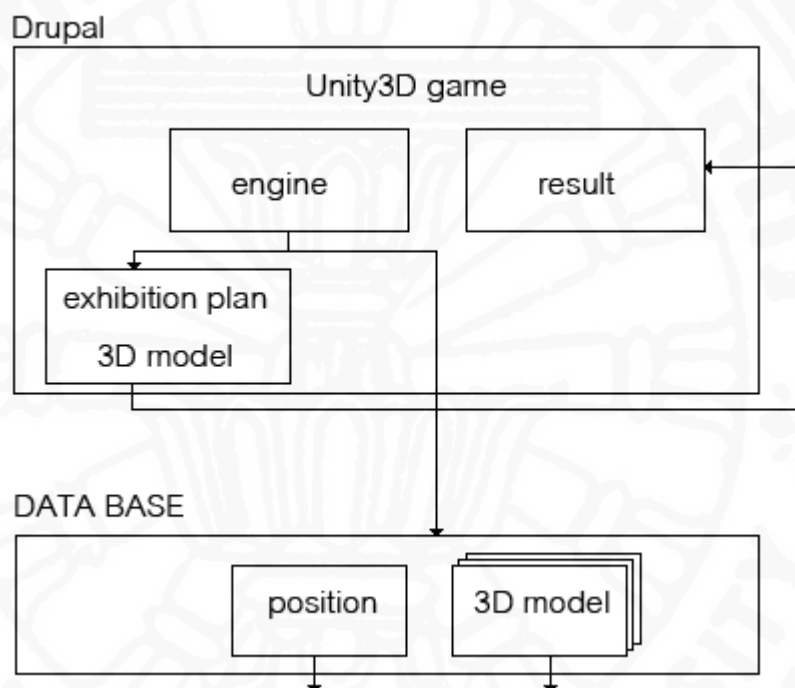 Drupal
Unity3D game
engine
result
exhibition plan
3D model
DATA BASE
position
3D model